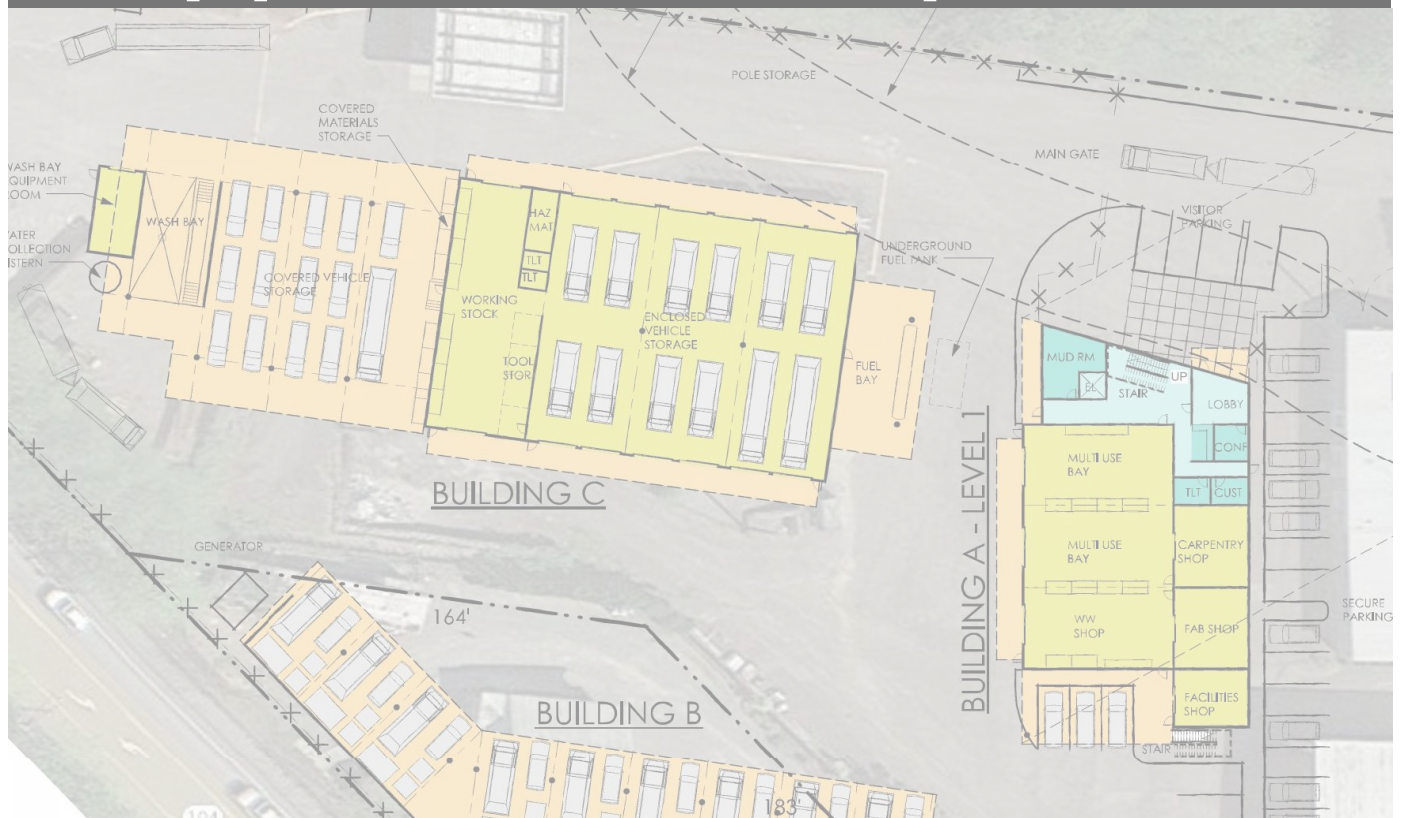 POLE STORAGE
COVERED
MATERIALS
STORAGE
MAIN GATE
WASH BAY
EQUIPMENT
ROOM
VISITOR
PARKING
HAZ
MAT
WASH BAY
WATER
COLLECTION
CISTERN
UNDERGROUND
FUEL TANK
TLT
TLT
COVERED VEHICLE
STORAGE
WORKING
STOCK
ENCLOSED
VEHICLE
STORAGE
TOOL
STOR.
FUEL
BAY
MUD RM
EL
UP
STAIR
LOBBY
CONF
MULTI USE
BAY
TLT
CUST
BUILDING C
BUILDING A - LEVEL 1
GENERATOR
MULTI USE
BAY
CARPENTRY
SHOP
164'
WW
SHOP
FAB SHOP
SECURE
PARKING
BUILDING B
FACILITIES
SHOP
STAIR
183'
104